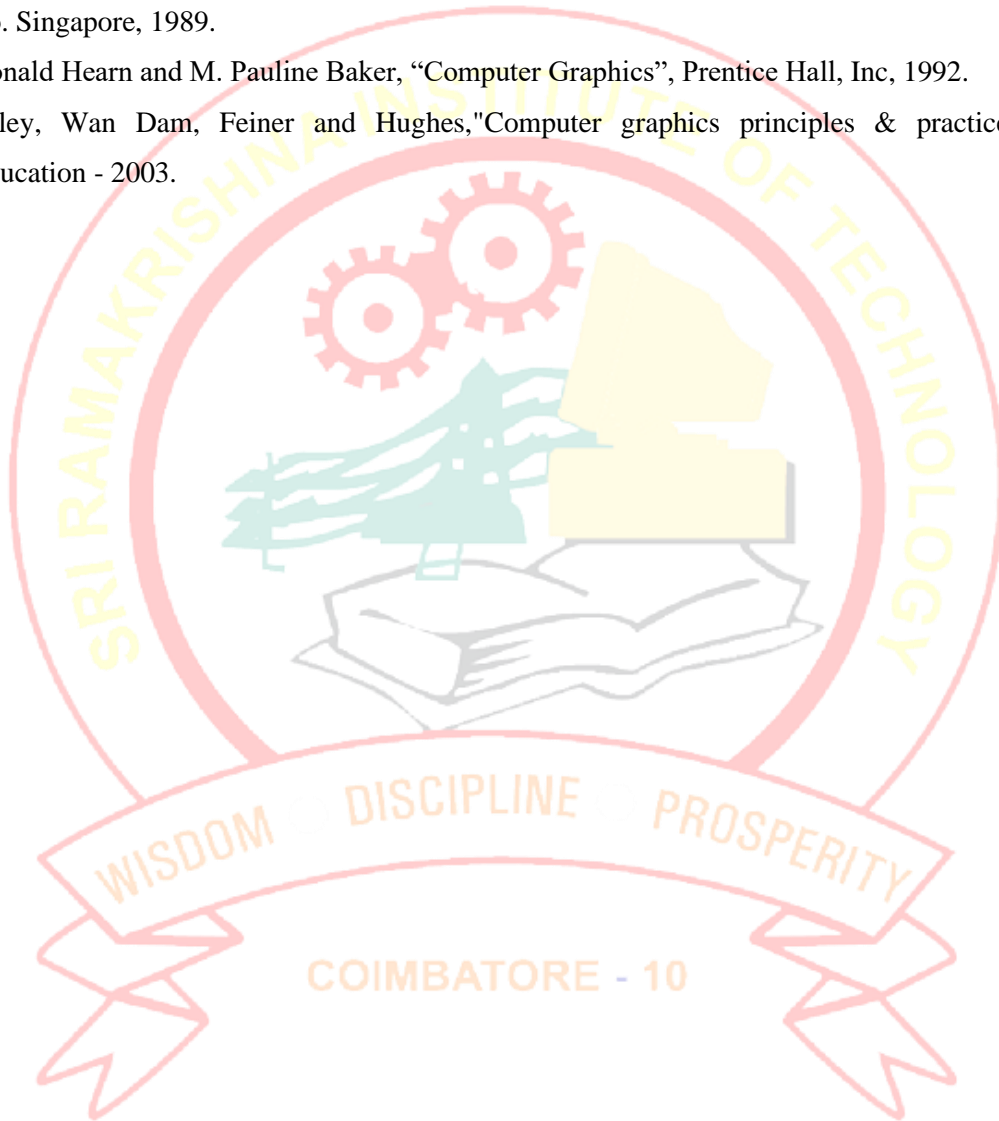 . Singapore, 1989.
onald Hearn and M. Pauline Baker, “Computer Graphics”, Prentice Hall, Inc, 1992.
ley, Wan Dam, Feiner and Hughes,"Computer graphics principles & practice
ucation - 2003.
SRI RAMAKRISHNA INSTITUTE OF TECHNOLOGY
WISDOM DISCIPLINE PROSPERITY
COIMBATORE - 10